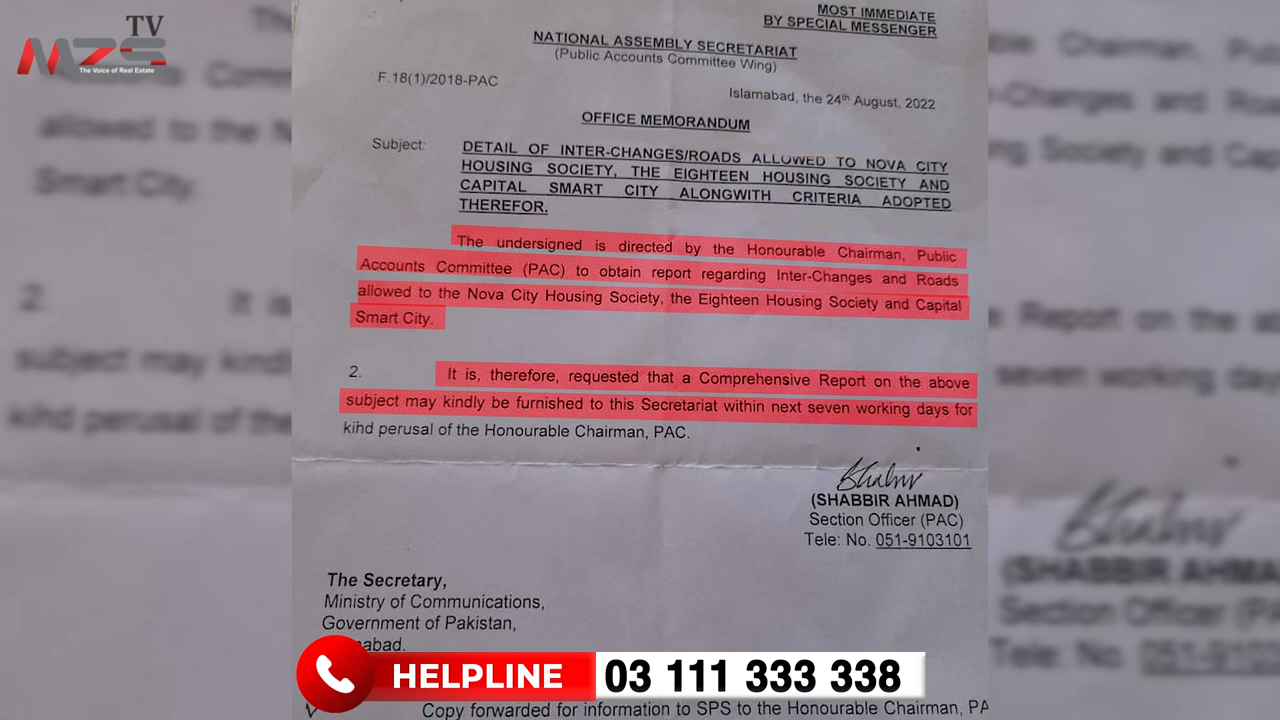 TV
MZS
The Voice of Real Estate
MOST IMMEDIATE
BY SPECIAL MESSENGER
NATIONAL ASSEMBLY SECRETARIAT
(Public Accounts Committee Wing)
F.18(1)/2018-PAC
Islamabad, the 24th August, 2022
OFFICE MEMORANDUM
Subject: DETAIL OF INTER-CHANGES/ROADS ALLOWED TO NOVA CITY
HOUSING SOCIETY, THE EIGHTEEN HOUSING SOCIETY AND
CAPITAL SMART CITY ALONGWITH CRITERIA ADOPTED
THEREFOR.
The undersigned is directed by the Honourable Chairman, Public
Accounts Committee (PAC) to obtain report regarding Inter-Changes and Roads
allowed to the Nova City Housing Society, the Eighteen Housing Society and Capital
Smart City.
2. It is, therefore, requested that a Comprehensive Report on the above
subject may kindly be furnished to this Secretariat within next seven working days for
kind perusal of the Honourable Chairman, PAC.
(SHABBIR AHMAD)
Section Officer (PAC)
Tele: No. 051-9103101
The Secretary,
Ministry of Communications,
Government of Pakistan,
abad.
HELPLINE 03 111 333 338
Copy forwarded for information to SPS to the Honourable Chairman, PA